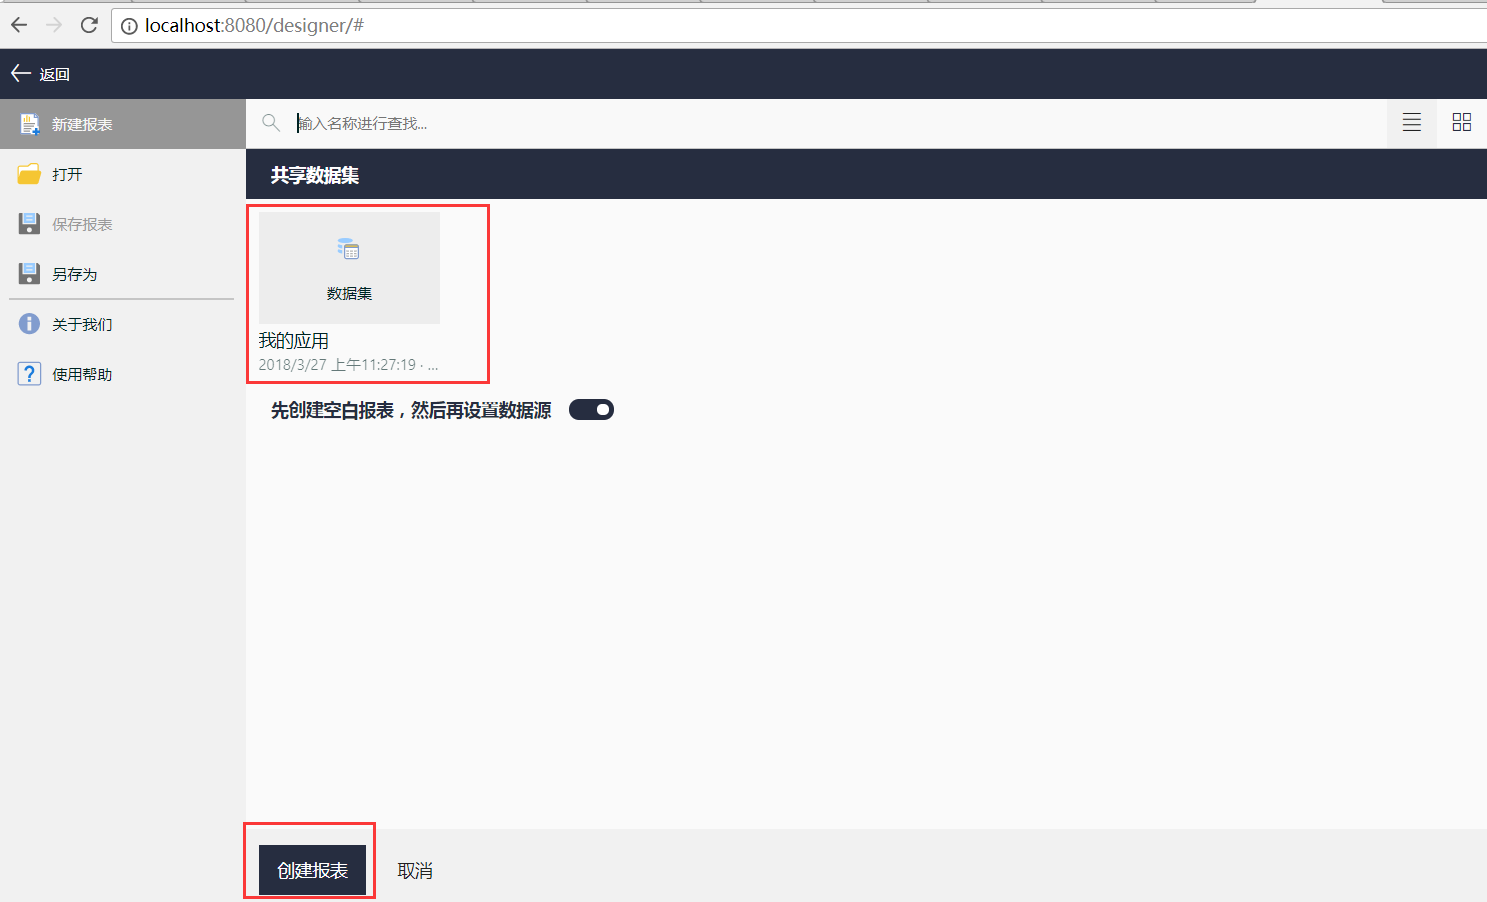 localhost:8080/designer/#
返回
新建报表
打开
保存报表
另存为
关于我们
使用帮助
输入名称进行查找...
共享数据集
数据集
我的应用
2018/3/27 上午11:27:19 · ...
先创建空白报表，然后再设置数据源
创建报表
取消